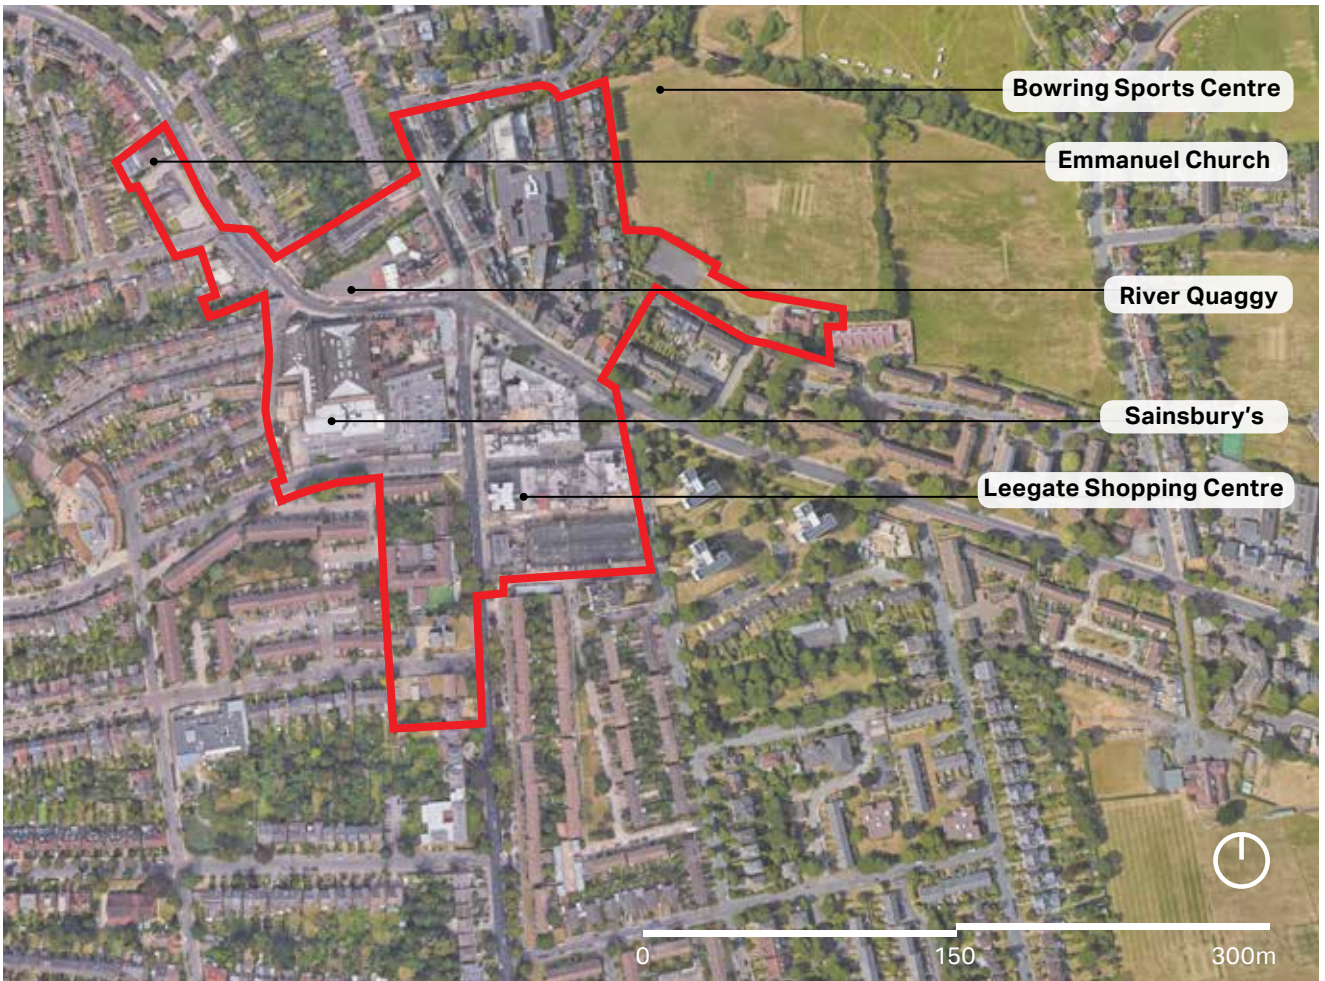 Bowring Sports Centre
Emmanuel Church
River Quaggy
Sainsbury's
Leegate Shopping Centre
0 150 300m